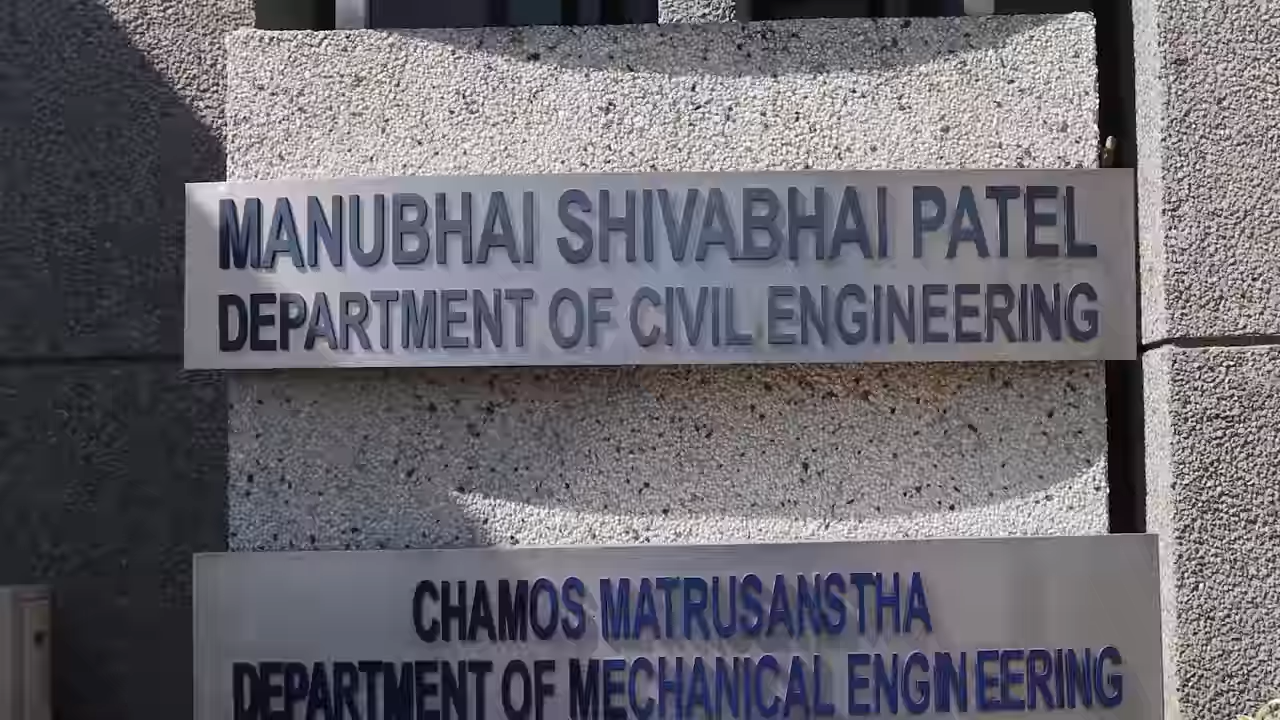 MANUBHAI SHIVABHAI PATEL
DEPARTMENT OF CIVIL ENGINEERING
CHAMOS MATRUSANSTHA
DEPARTMENT OF MECHANICAL ENGINEERING